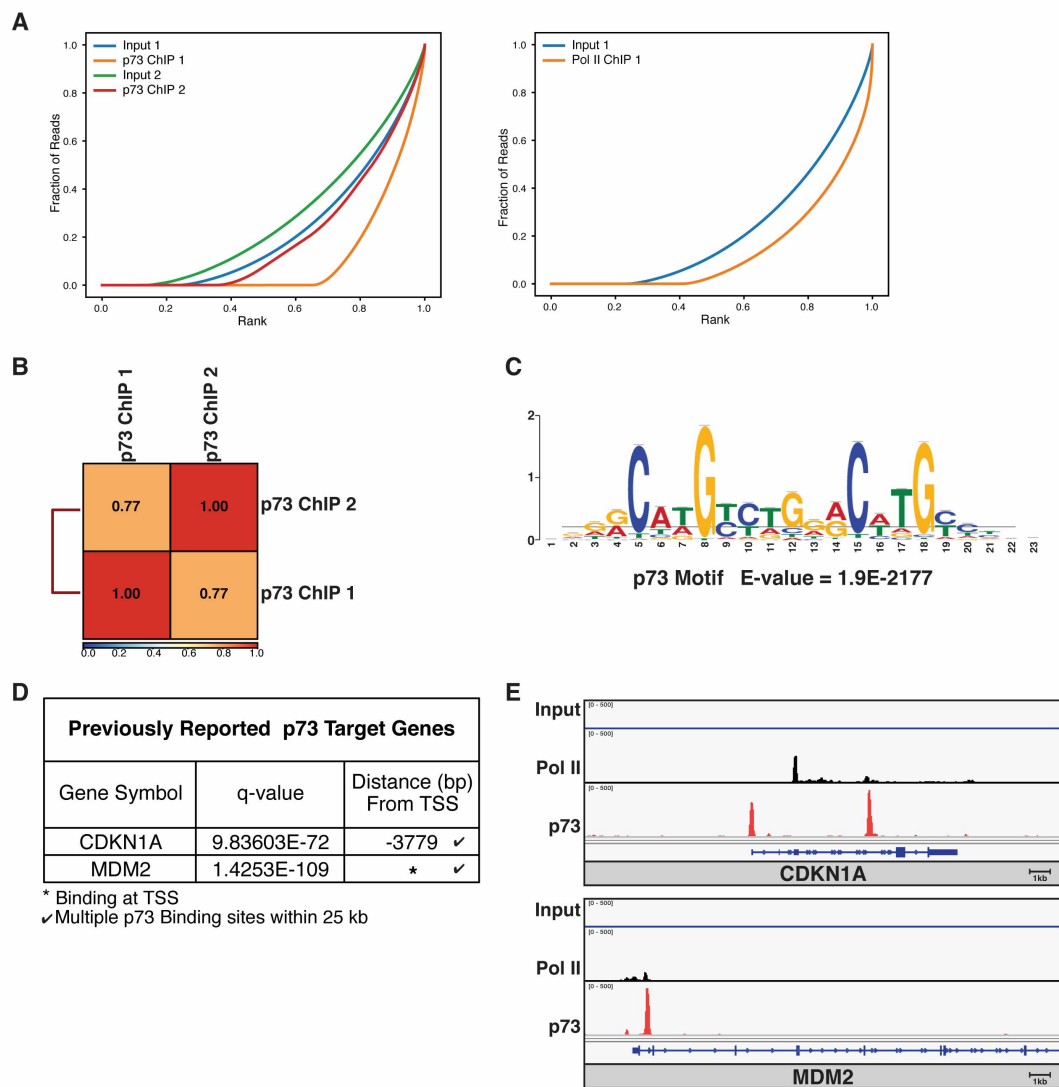 A
Input 1
p73 ChIP 1
Input 2
p73 ChIP 2
Fraction of Reads
1.0
0.8
0.6
0.4
0.2
0.0
0.0 0.2 0.4 0.6 0.8 1.0
Rank
Input 1
Pol II ChIP 1
Fraction of Reads
1.0
0.8
0.6
0.4
0.2
0.0
0.0 0.2 0.4 0.6 0.8 1.0
Rank
B
p73 ChIP 1
p73 ChIP 2
0.77 1.00 p73 ChIP 2
1.00 0.77 p73 ChIP 1
0.0 0.2 0.4 0.6 0.8 1.0
C
2
1
0
1 2 3 4 5 6 7 8 9 10 11 12 13 14 15 16 17 18 19 20 21 22 23
p73 Motif E-value = 1.9E-2177
D
Previously Reported p73 Target Genes
Gene Symbol q-value Distance (bp)
From TSS
CDKN1A 9.83603E-72 -3779 ✓
MDM2 1.4253E-109 * ✓
* Binding at TSS
✓Multiple p73 Binding sites within 25 kb
E
Input [0 - 500]
Pol II [0 - 500]
p73 [0 - 500]
CDKN1A 1kb
Input [0 - 500]
Pol II [0 - 500]
p73 [0 - 500]
MDM2 1kb